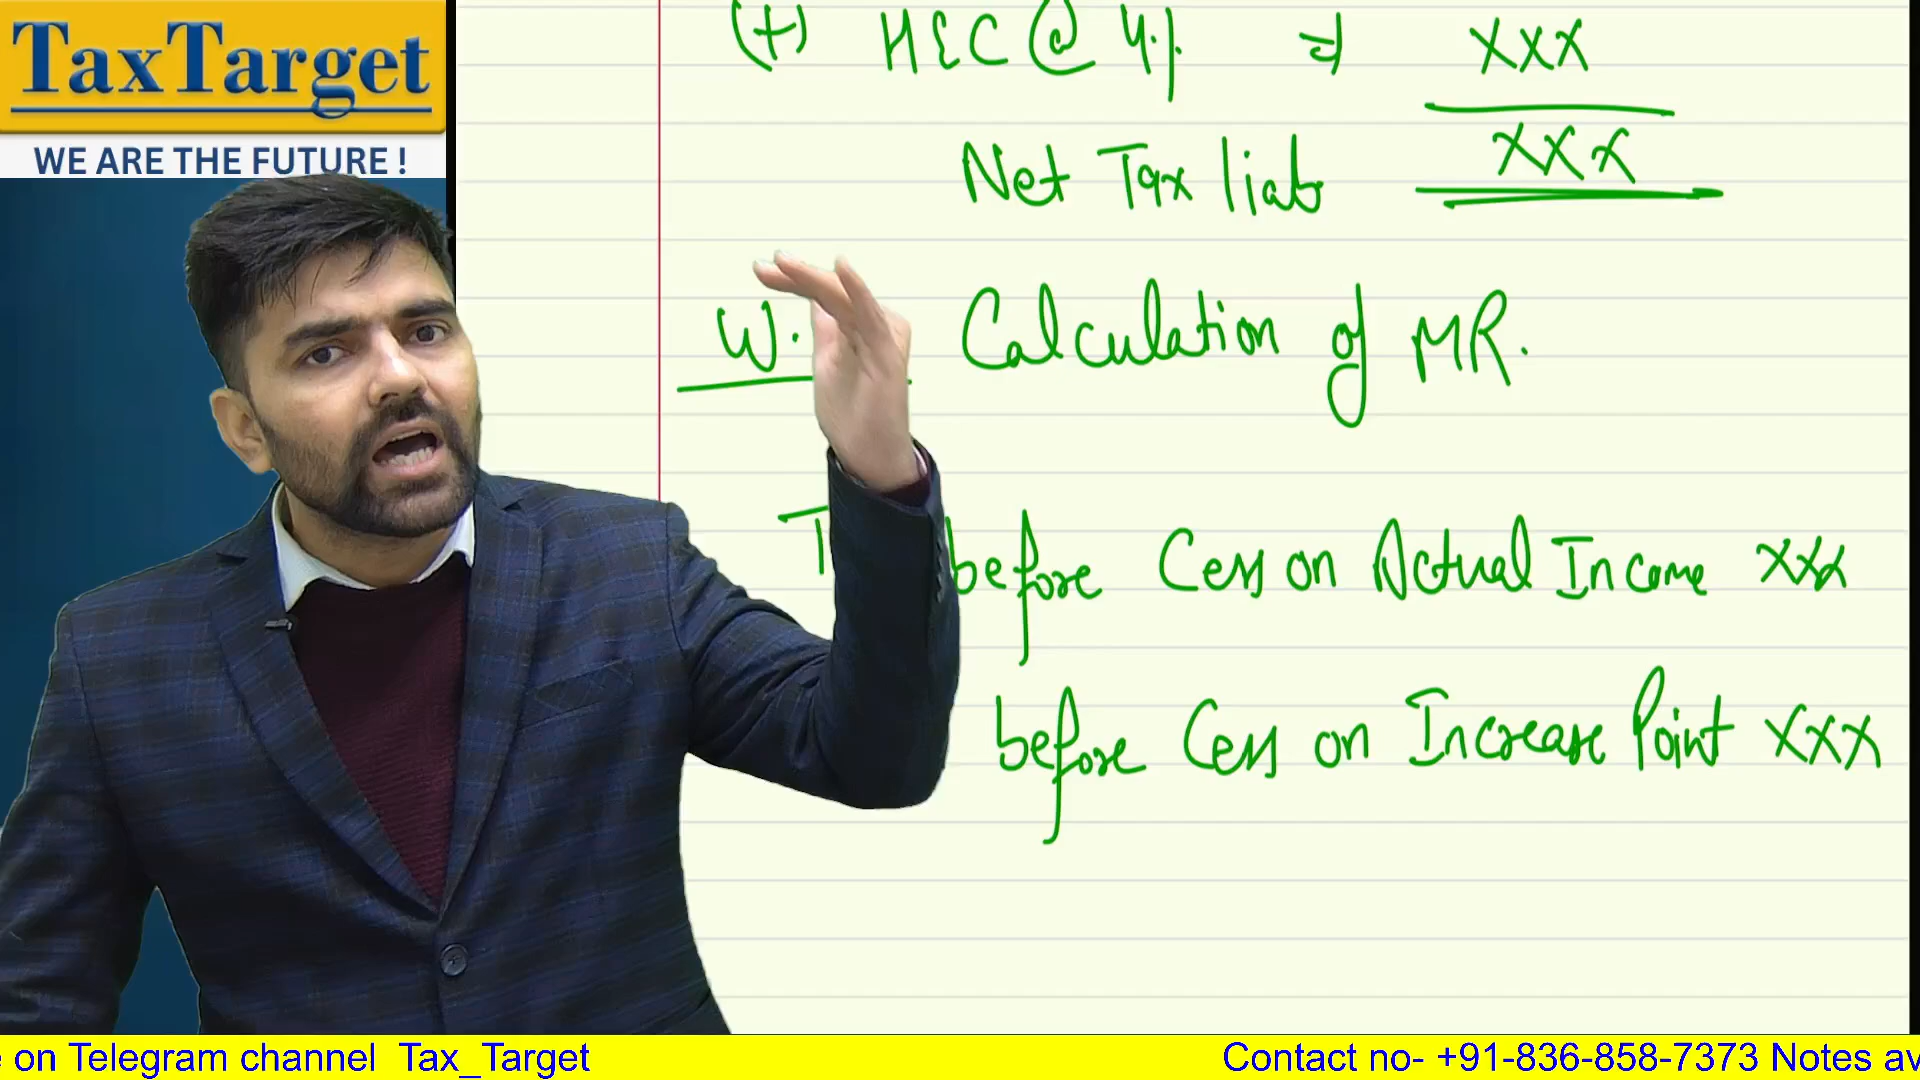 TaxTarget
WE ARE THE FUTURE !
(+) HEC @ 4% ⇒ XXX
Net Tax liab XXX
W. Calculation of MR.
before Cess on Actual Income XXX
before Cess on Increase Point XXX
on Telegram channel Tax_Target
Contact no- +91-836-858-7373 Notes av